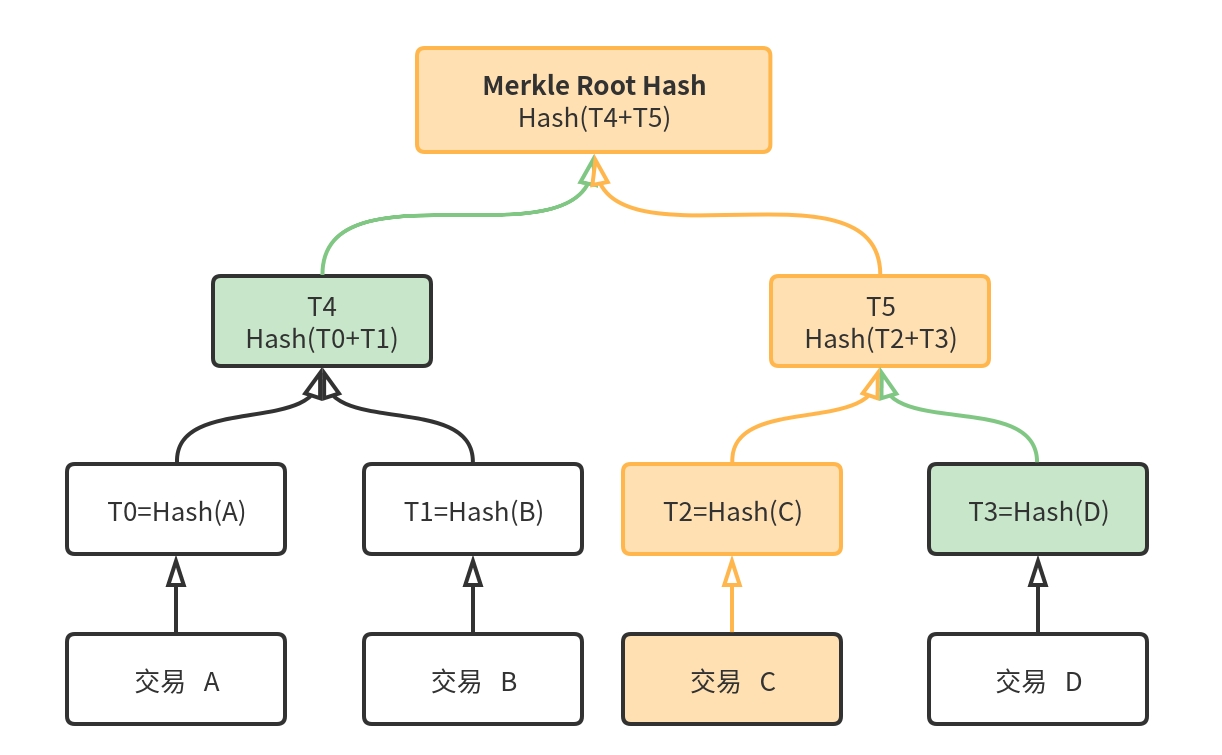 Merkle Root Hash
Hash(T4+T5)
T4
Hash(T0+T1)
T5
Hash(T2+T3)
T0=Hash(A)
T1=Hash(B)
T2=Hash(C)
T3=Hash(D)
交易 A
交易 B
交易 C
交易 D